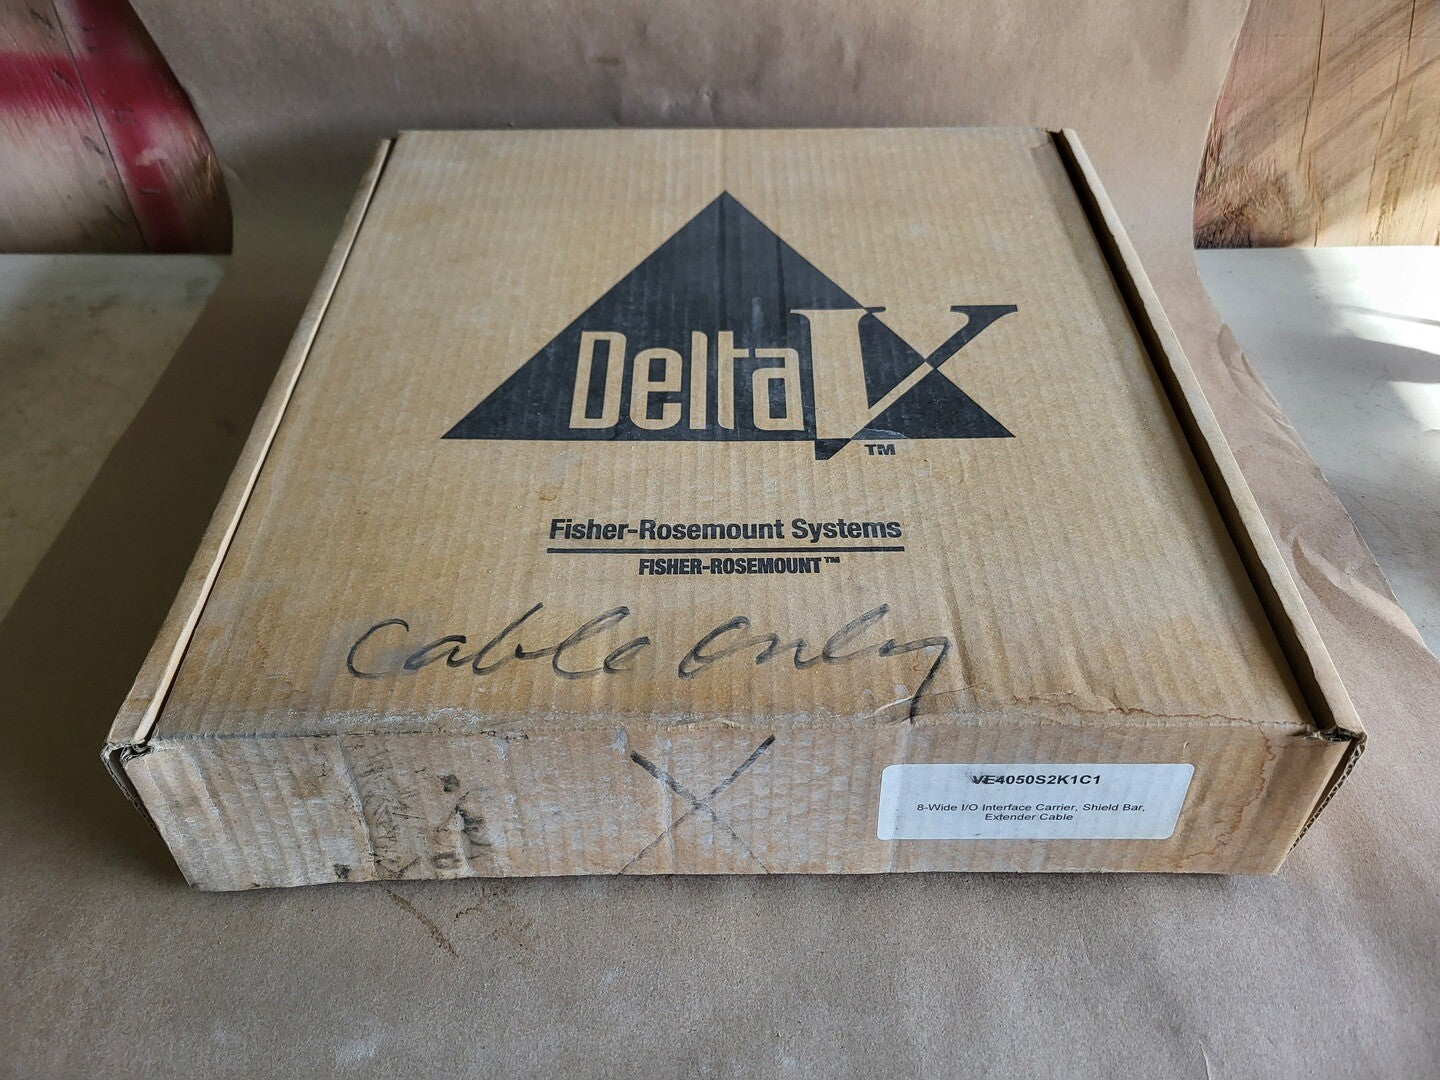 DeltaV
TM
Fisher-Rosemount Systems
FISHER-ROSEMOUNT™
Cable Only
X
VE4050S2K1C1
8-Wide I/O Interface Carrier, Shield Bar,
Extender Cable